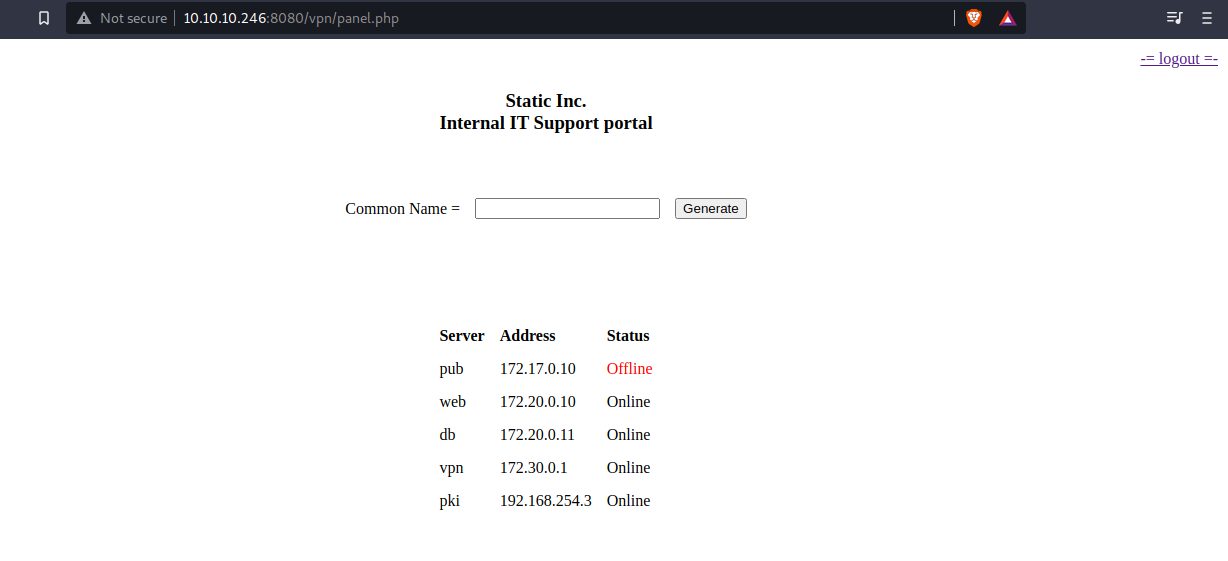 Not secure 10.10.10.246:8080/vpn/panel.php
-= logout =-
Static Inc.
Internal IT Support portal
Common Name = Generate
Server Address Status
pub 172.17.0.10 Offline
web 172.20.0.10 Online
db 172.20.0.11 Online
vpn 172.30.0.1 Online
pki 192.168.254.3 Online